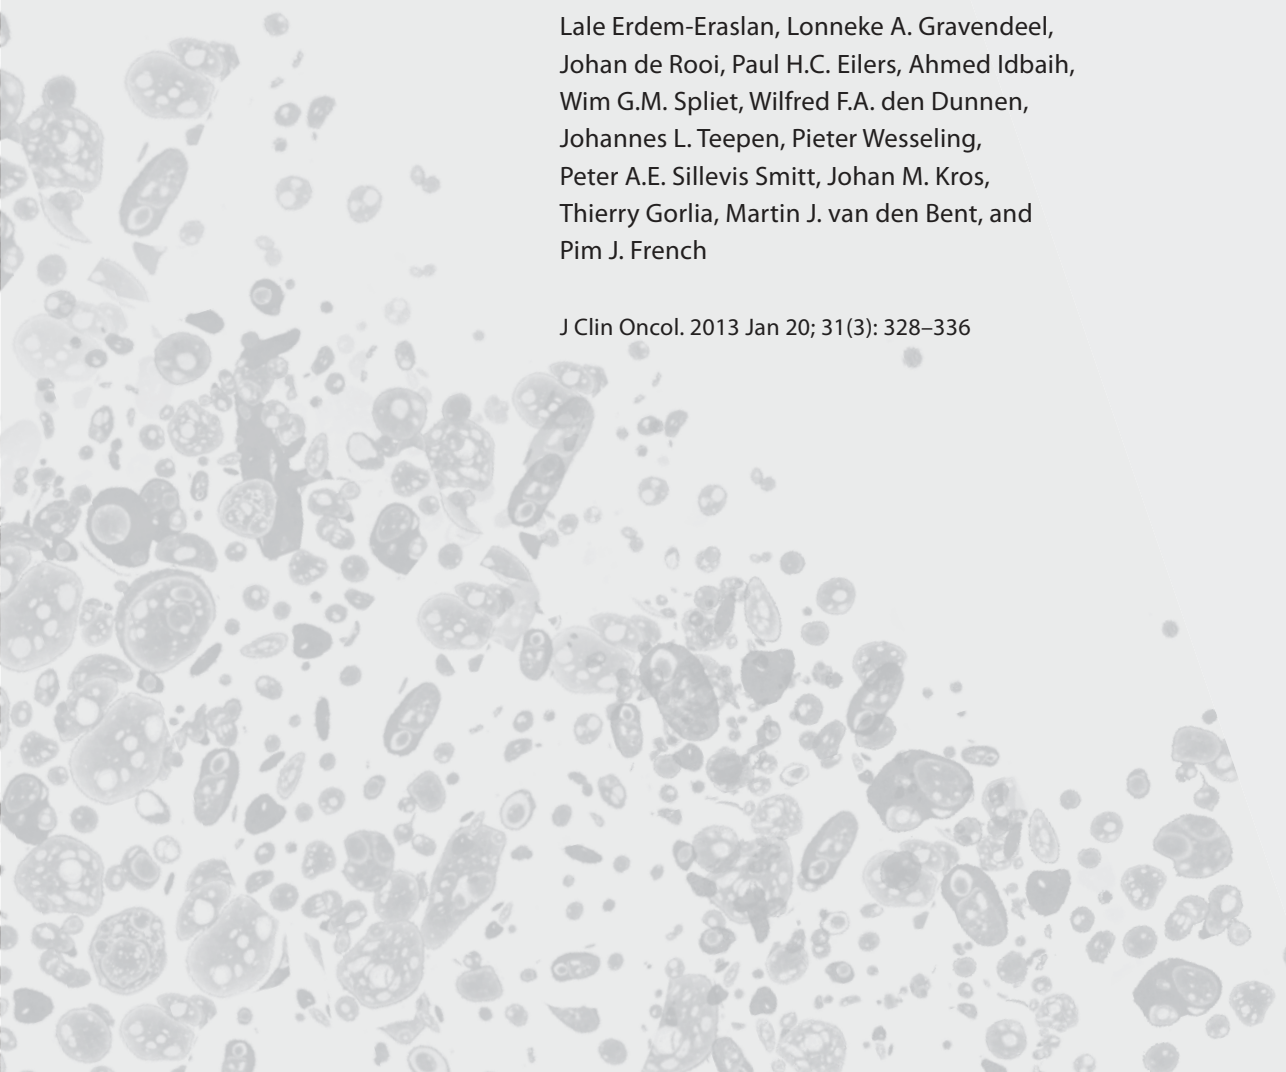 Lale Erdem-Eraslan, Lonneke A. Gravendeel,
Johan de Rooi, Paul H.C. Eilers, Ahmed Idbaih,
Wim G.M. Spliet, Wilfred F.A. den Dunnen,
Johannes L. Teepen, Pieter Wesseling,
Peter A.E. Sillevis Smitt, Johan M. Kros,
Thierry Gorlia, Martin J. van den Bent, and
Pim J. French
J Clin Oncol. 2013 Jan 20; 31(3): 328–336